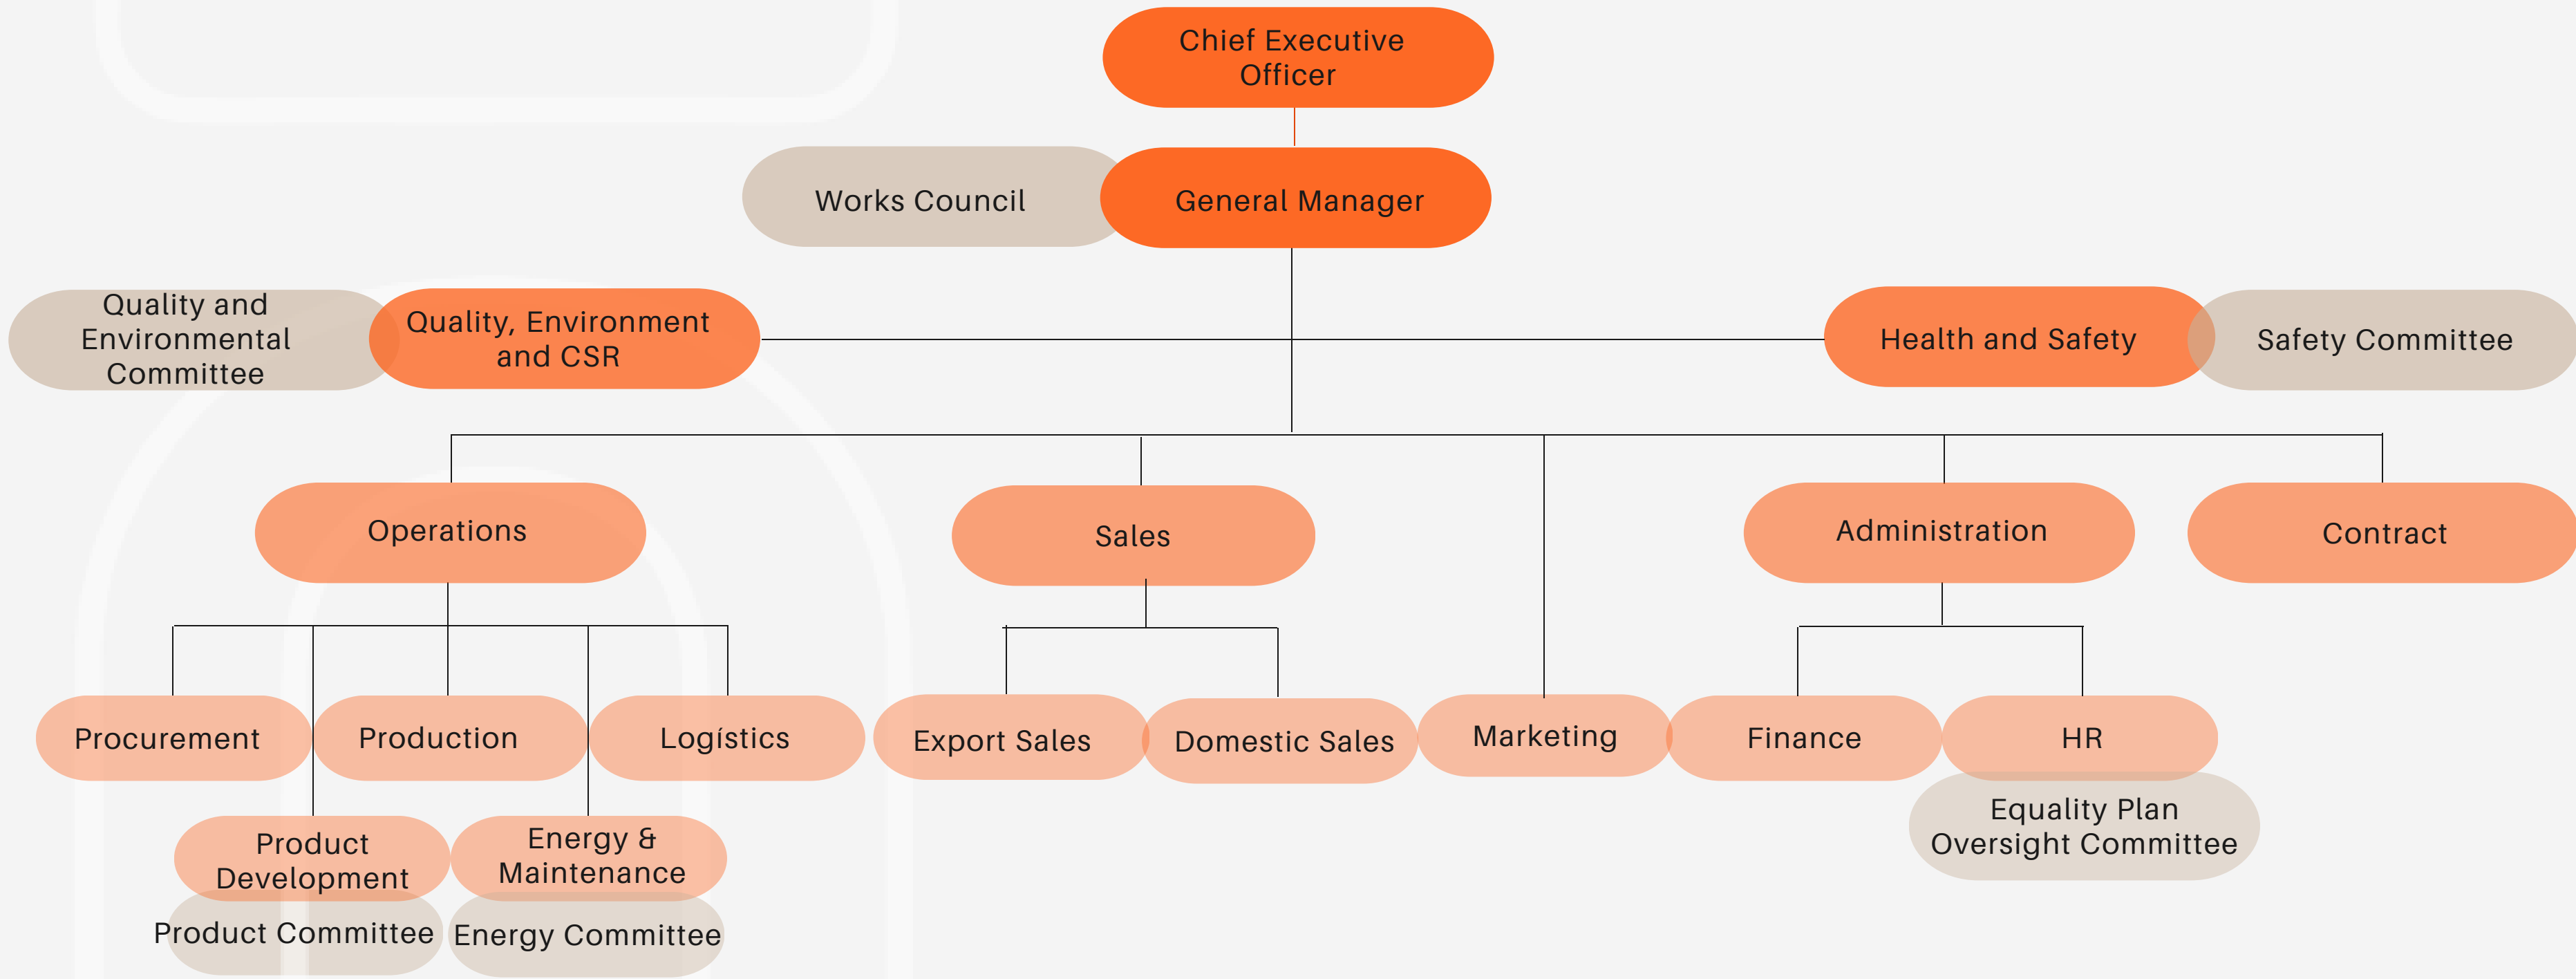 Chief Executive
Officer
Works Council
General Manager
Quality and
Environmental
Committee
Quality, Environment
and CSR
Health and Safety
Safety Committee
Operations
Sales
Administration
Contract
Procurement
Production
Logístics
Export Sales
Domestic Sales
Marketing
Finance
HR
Product
Development
Energy &
Maintenance
Equality Plan
Oversight Committee
Product Committee
Energy Committee